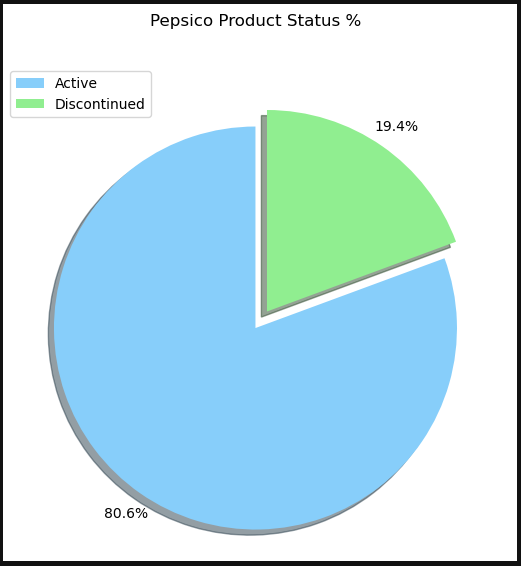 Pepsico Product Status %
Active
Discontinued
19.4%
80.6%